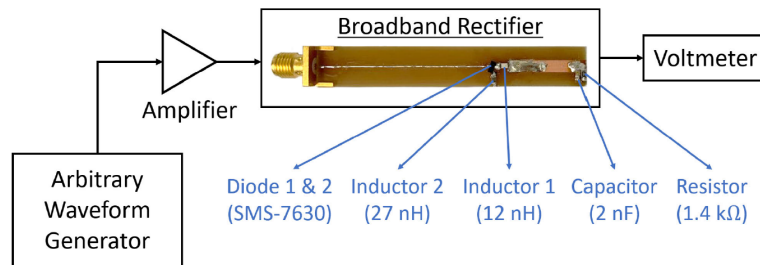 Broadband Rectifier
Voltmeter
Amplifier
Arbitrary
Waveform
Generator
Diode 1 & 2
(SMS-7630)
Inductor 2
(27 nH)
Inductor 1
(12 nH)
Capacitor
(2 nF)
Resistor
(1.4 kΩ)